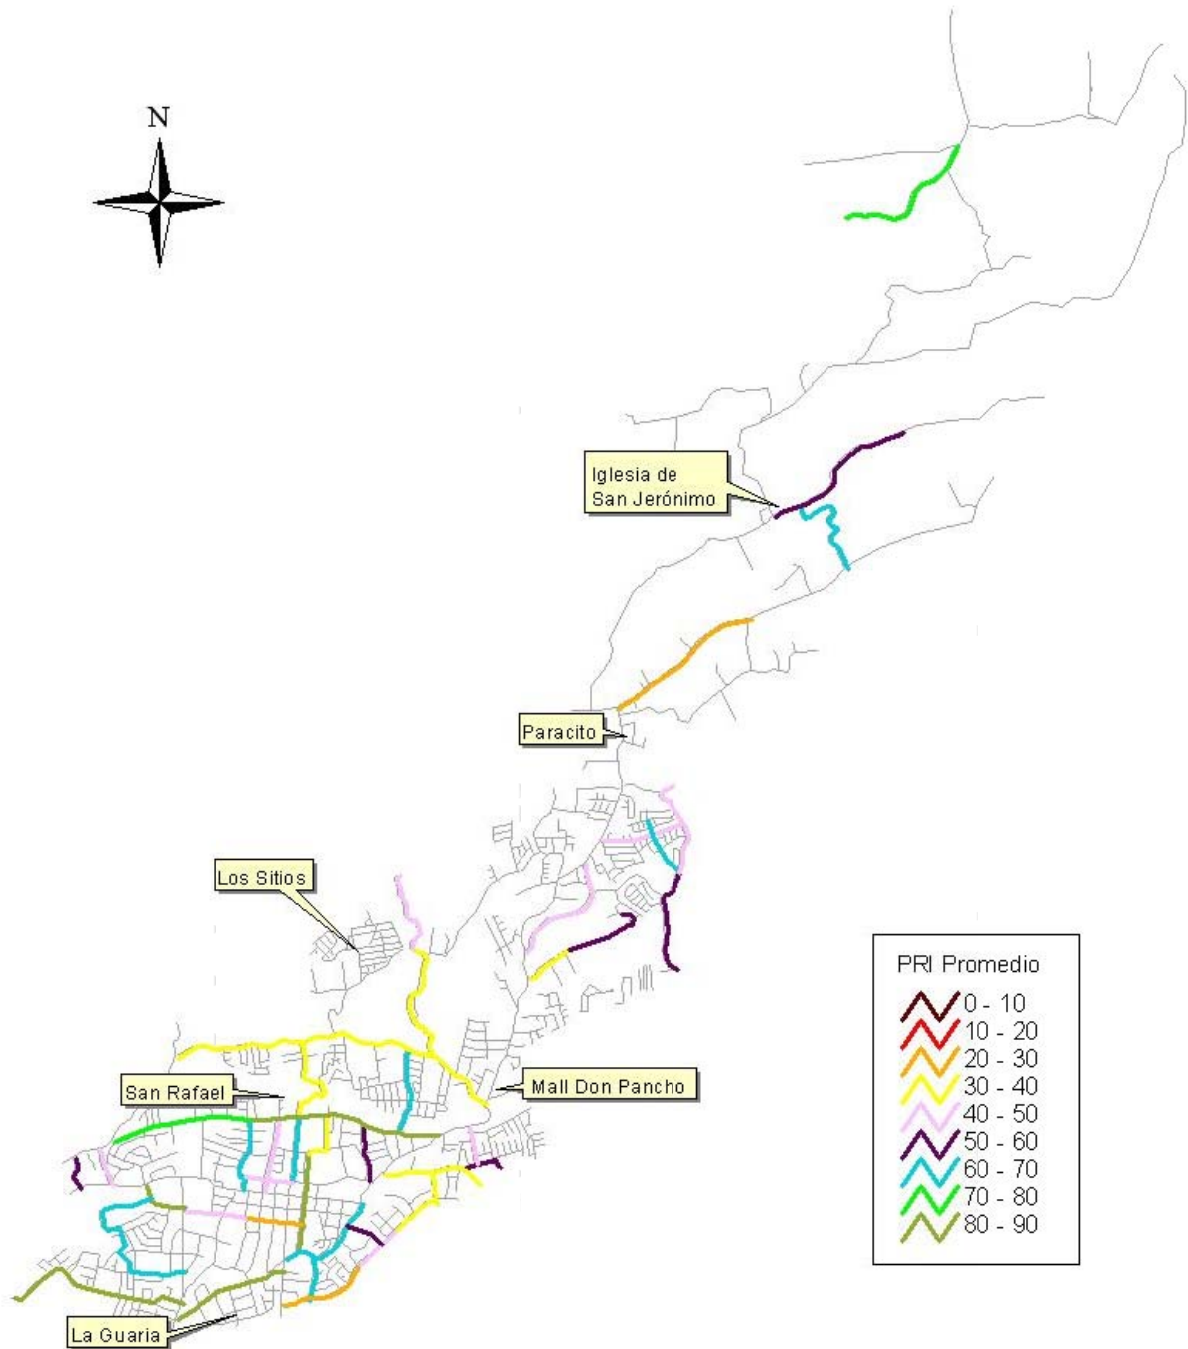 N
Iglesia de
San Jerónimo
Paracito
Los Sitios
San Rafael
Mall Don Pancho
La Guaria
PRI Promedio
0 - 10
10 - 20
20 - 30
30 - 40
40 - 50
50 - 60
60 - 70
70 - 80
80 - 90